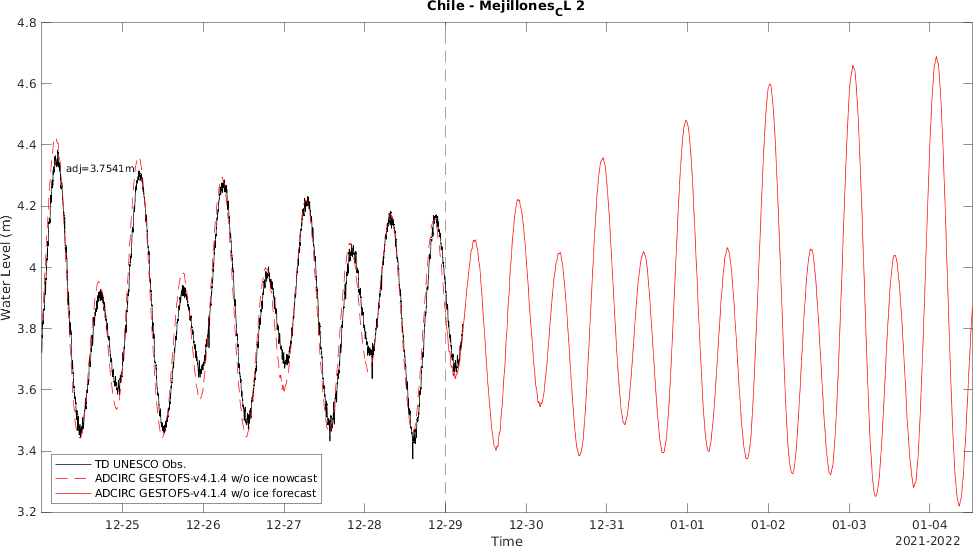 Chile - MejillonesCL 2
4.8
4.6
4.4
4.2
4
3.8
3.6
3.4
3.2
Water Level (m)
adj=3.7541m
TD UNESCO Obs.
ADCIRC GESTOFS-v4.1.4 w/o ice nowcast
ADCIRC GESTOFS-v4.1.4 w/o ice forecast
12-25 12-26 12-27 12-28 12-29 12-30 12-31 01-01 01-02 01-03 01-04
Time
2021-2022